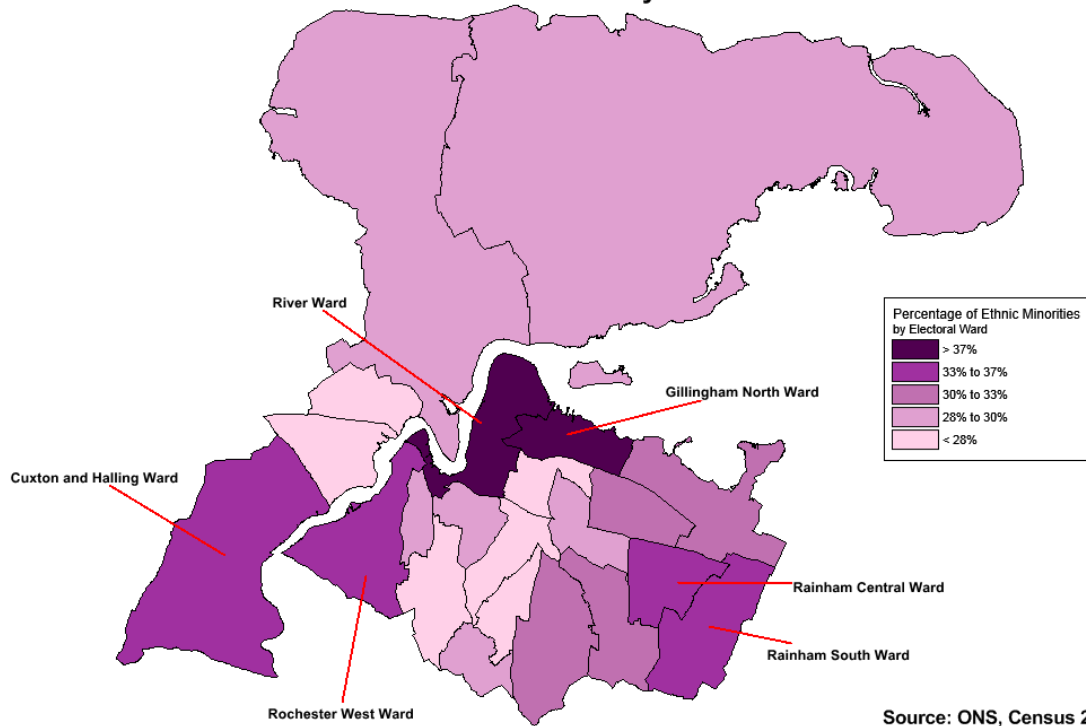 River Ward
Percentage of Ethnic Minorities
by Electoral Ward
> 37%
33% to 37%
30% to 33%
28% to 30%
< 28%
Gillingham North Ward
Cuxton and Halling Ward
Rainham Central Ward
Rainham South Ward
Rochester West Ward
Source: ONS, Census 2